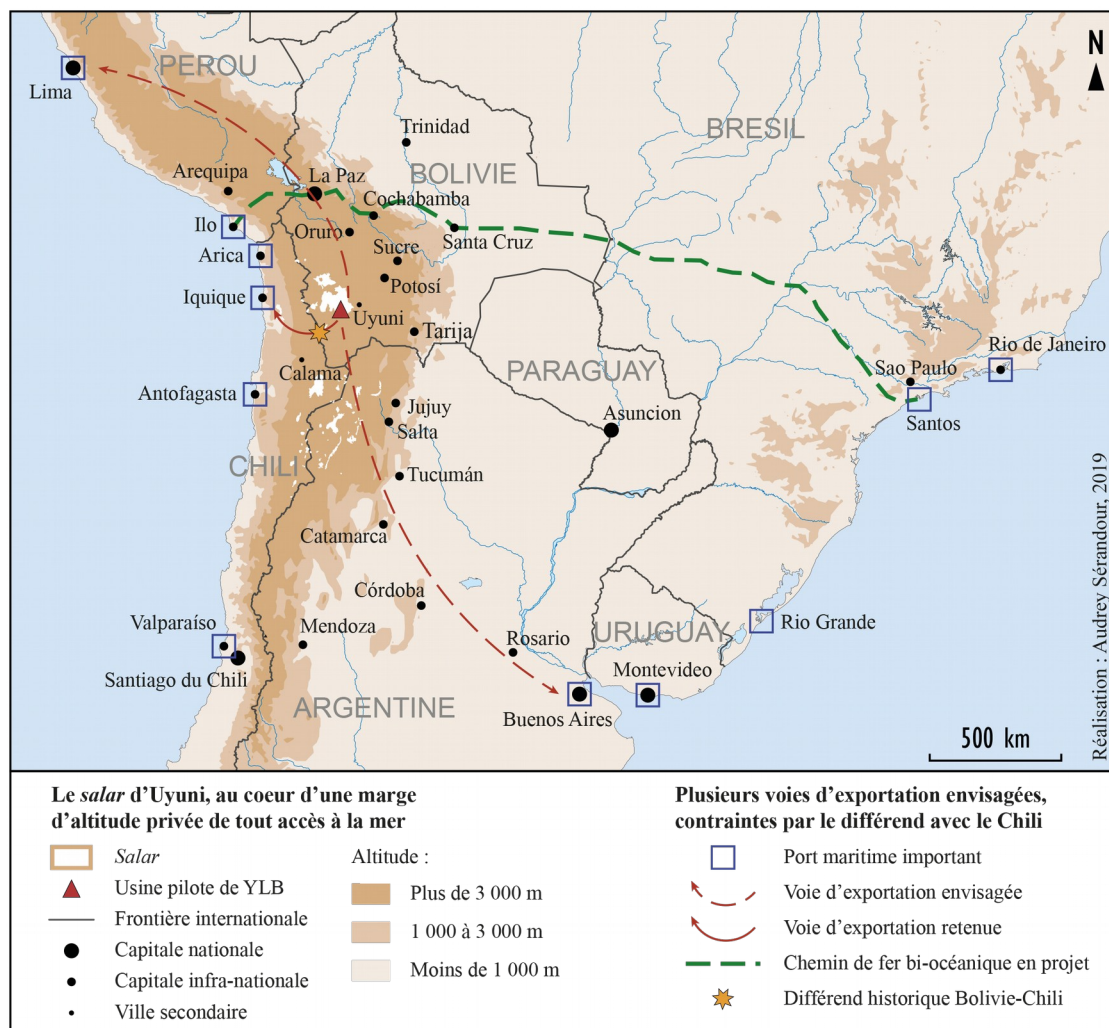 N
PEROU
Lima
Trinidad
BRESIL
Arequipa
La Paz
BOLIVIE
Cochabamba
Ilo
Oruro
Santa Cruz
Arica
Sucre
Potosí
Iquique
Uyuni
Tarija
Calama
PARAGUAY
Rio de Janeiro
Sao Paulo
Antofagasta
Jujuy
Asuncion
Santos
Salta
CHILI
Tucumán
Catamarca
Córdoba
Valparaíso
Mendoza
Rosario
URUGUAY
Rio Grande
Santiago du Chili
Montevideo
ARGENTINE
Buenos Aires
500 km
Réalisation : Audrey Sérandour, 2019
Le salar d'Uyuni, au coeur d'une marge
d'altitude privée de tout accès à la mer
Salar
Usine pilote de YLB
Frontière internationale
Capitale nationale
Capitale infra-nationale
Ville secondaire
Altitude :
Plus de 3 000 m
1 000 à 3 000 m
Moins de 1 000 m
Plusieurs voies d'exportation envisagées,
contraintes par le différend avec le Chili
Port maritime important
Voie d'exportation envisagée
Voie d'exportation retenue
Chemin de fer bi-océanique en projet
Différend historique Bolivie-Chili